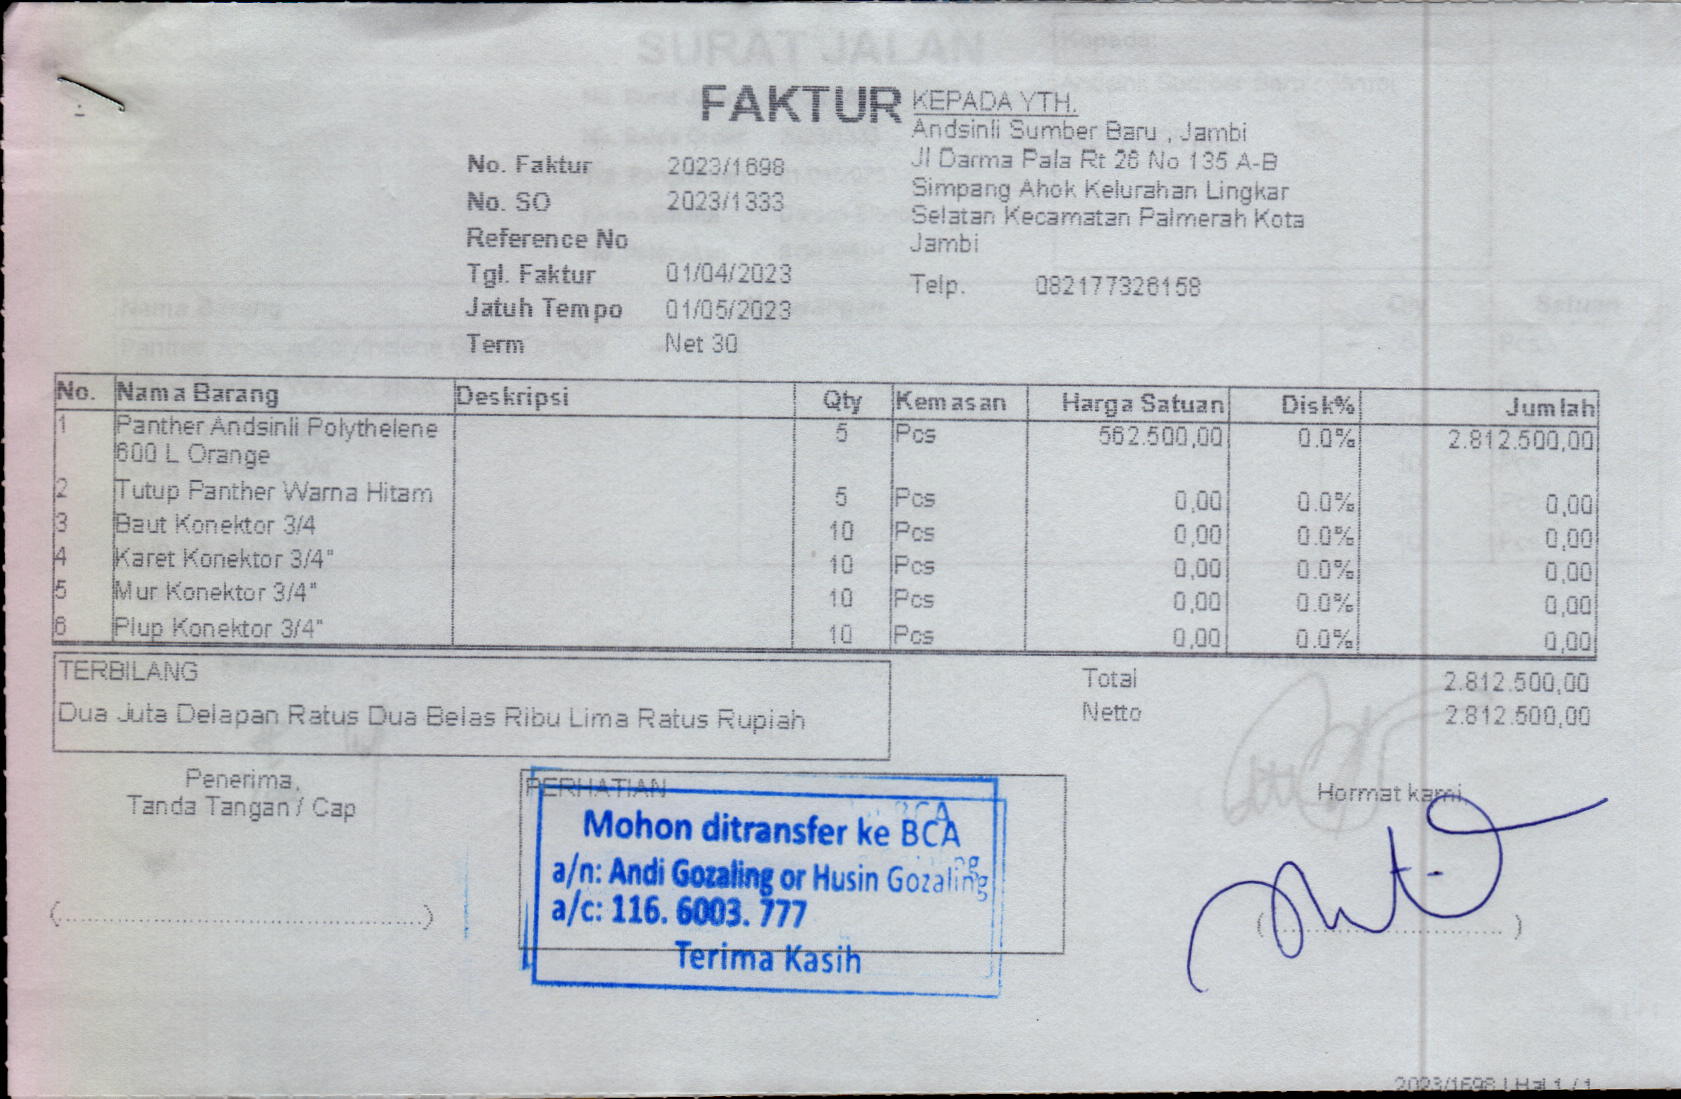 FAKTUR
KEPADA YTH.
Andsinli Sumber Baru , Jambi
Jl Darma Pala Rt 26 No 135 A-B
Simpang Ahok Kelurahan Lingkar
Selatan Kecamatan Palmerah Kota
Jambi
Telp. 082177326158
No. Faktur 2023/1698
No. SO 2023/1333
Reference No
Tgl. Faktur 01/04/2023
Jatuh Tempo 01/05/2023
Term Net 30
No. Nama Barang Deskripsi Qty Kemasan Harga Satuan Disk% Jumlah
1 Panther Andsinli Polythelene 5 Pcs 562.500,00 0.0% 2.812.500,00
600 L Orange
2 Tutup Panther Warna Hitam 5 Pcs 0,00 0.0% 0,00
3 Baut Konektor 3/4 10 Pcs 0,00 0.0% 0,00
4 Karet Konektor 3/4" 10 Pcs 0,00 0.0% 0,00
5 Mur Konektor 3/4" 10 Pcs 0,00 0.0% 0,00
6 Plup Konektor 3/4" 10 Pcs 0,00 0.0% 0,00
TERBILANG
Dua Juta Delapan Ratus Dua Belas Ribu Lima Ratus Rupiah
Total 2.812.500,00
Netto 2.812.500,00
Penerima,
Tanda Tangan / Cap
PERHATIAN
Mohon ditransfer ke BCA
a/n: Andi Gozaling or Husin Gozaling
a/c: 116. 6003. 777
Terima Kasih
Hormat kami,
2023/1698 | Hal 1 / 1